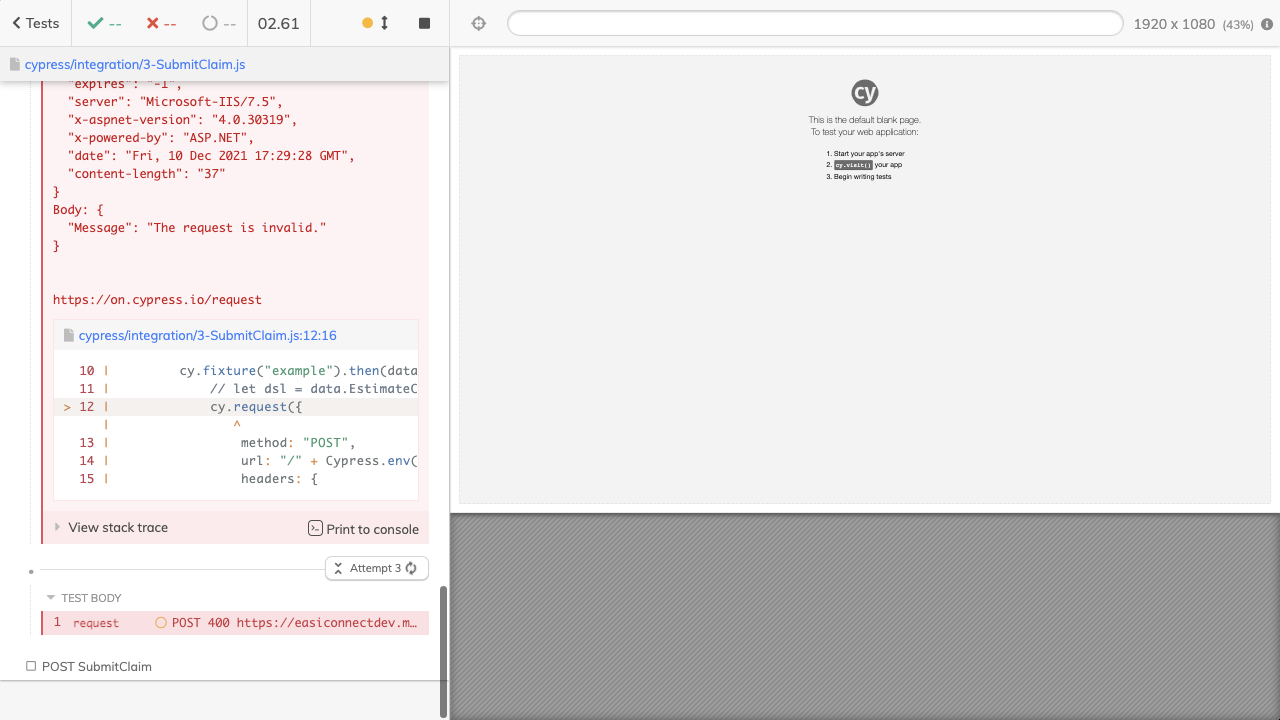 Tests -- -- -- 02.61
1920 x 1080 (43%)
cypress/integration/3-SubmitClaim.js
"expires": "-1",
"server": "Microsoft-IIS/7.5",
"x-aspnet-version": "4.0.30319",
"x-powered-by": "ASP.NET",
"date": "Fri, 10 Dec 2021 17:29:28 GMT",
"content-length": "37"
}
Body: {
"Message": "The request is invalid."
}
https://on.cypress.io/request
cypress/integration/3-SubmitClaim.js:12:16
10 | cy.fixture("example").then(data
11 | // let dsl = data.EstimateC
> 12 | cy.request({
| ^
13 | method: "POST",
14 | url: "/" + Cypress.env(
15 | headers: {
View stack trace
Print to console
Attempt 3
TEST BODY
1 request POST 400 https://easiconnectdev.m…
POST SubmitClaim
cy
This is the default blank page.
To test your web application:
1. Start your app's server
2. cy.visit() your app
3. Begin writing tests